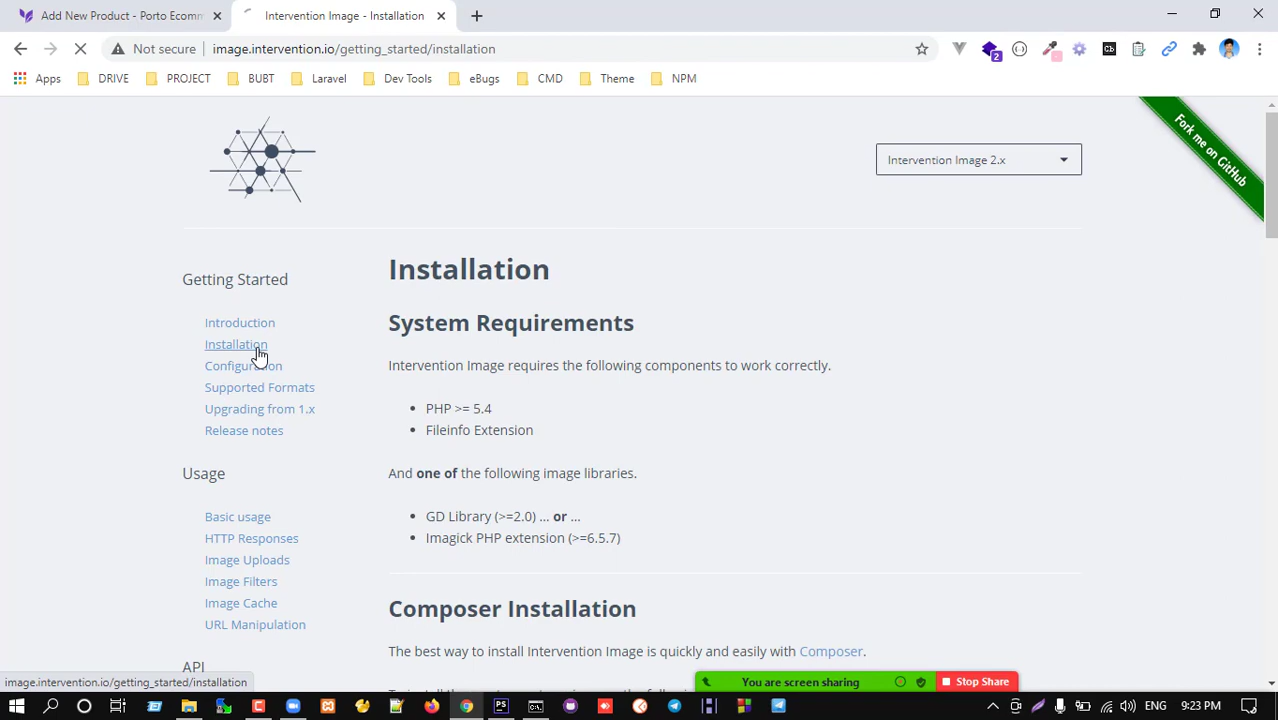 Add New Product - Porto Ecomm
Intervention Image - Installation
Not secure
image.intervention.io/getting_started/installation
2
Cb
Apps
DRIVE
PROJECT
BUBT
Laravel
Dev Tools
eBugs
CMD
Theme
NPM
Fork me on GitHub
Intervention Image 2.x
Getting Started
Introduction
Installation
Configuration
Supported Formats
Upgrading from 1.x
Release notes
Usage
Basic usage
HTTP Responses
Image Uploads
Image Filters
Image Cache
URL Manipulation
API
Installation
System Requirements
Intervention Image requires the following components to work correctly.
PHP >= 5.4
Fileinfo Extension
And one of the following image libraries.
GD Library (>=2.0) ... or ...
Imagick PHP extension (>=6.5.7)
Composer Installation
The best way to install Intervention Image is quickly and easily with Composer.
image.intervention.io/getting_started/installation
You are screen sharing
Stop Share
9:23 PM